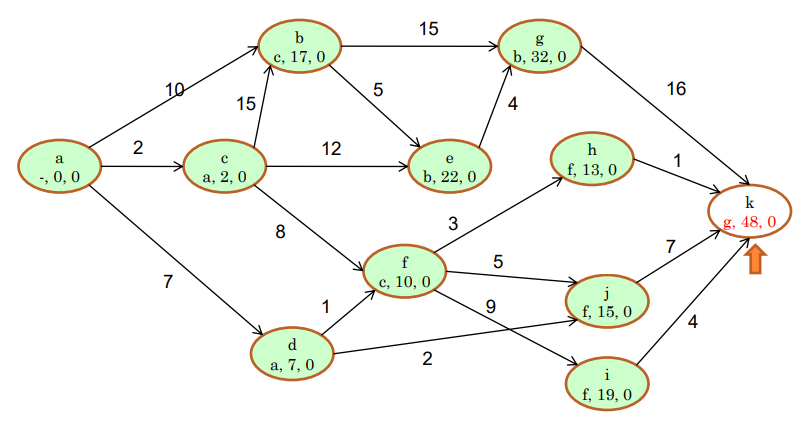 15
b
c, 17, 0
g
b, 32, 0
10
5
16
15
4
2
12
a
-, 0, 0
c
a, 2, 0
e
b, 22, 0
h
f, 13, 0
1
k
g, 48, 0
8
3
7
f
c, 10, 0
5
7
j
f, 15, 0
1
9
4
d
a, 7, 0
2
i
f, 19, 0